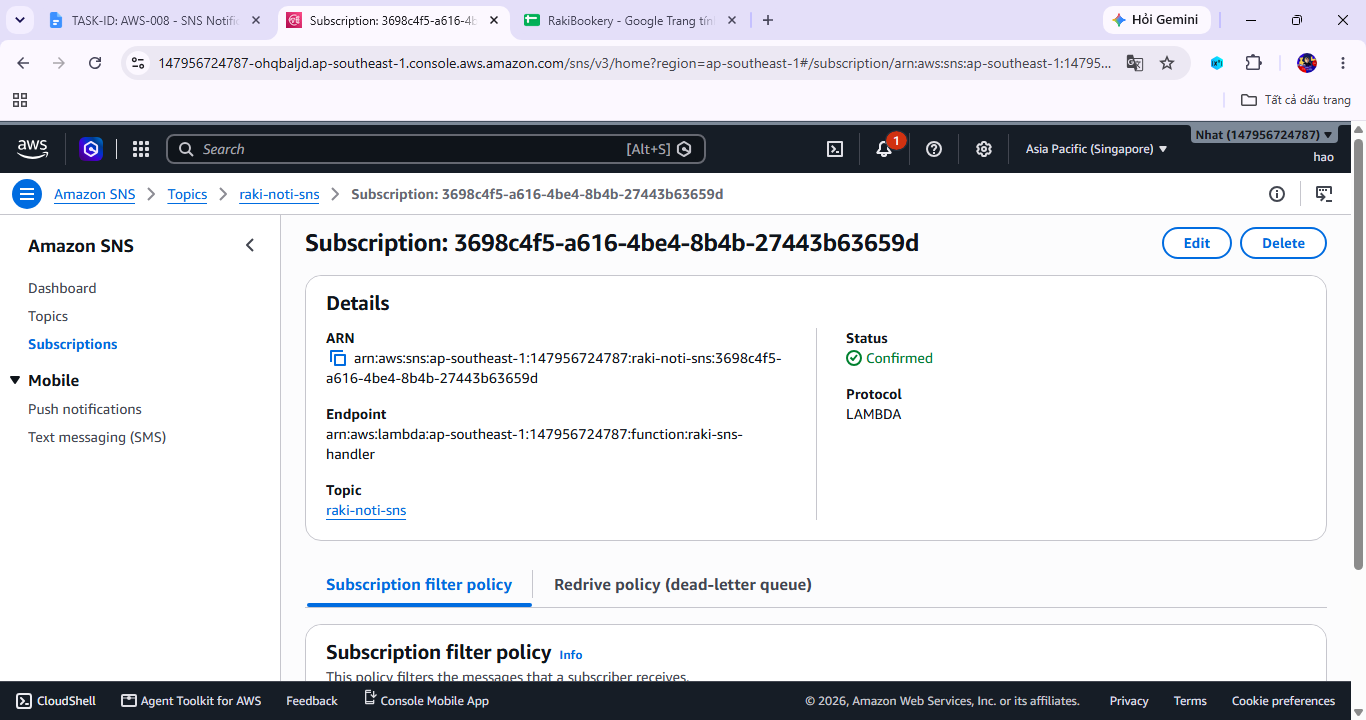 TASK-ID: AWS-008 - SNS Notifi
Subscription: 3698c4f5-a616-4b
RakiBookery - Google Trang tín
Hỏi Gemini
147956724787-ohqbaljd.ap-southeast-1.console.aws.amazon.com/sns/v3/home?region=ap-southeast-1#/subscription/arn:aws:sns:ap-southeast-1:14795...
Tất cả dấu trang
aws
Search
[Alt+S]
1
Asia Pacific (Singapore)
Nhat (147956724787)
hao
Amazon SNS
Topics
raki-noti-sns
Subscription: 3698c4f5-a616-4be4-8b4b-27443b63659d
Amazon SNS
Dashboard
Topics
Subscriptions
Mobile
Push notifications
Text messaging (SMS)
Subscription: 3698c4f5-a616-4be4-8b4b-27443b63659d
Edit
Delete
Details
ARN
arn:aws:sns:ap-southeast-1:147956724787:raki-noti-sns:3698c4f5-
a616-4be4-8b4b-27443b63659d
Endpoint
arn:aws:lambda:ap-southeast-1:147956724787:function:raki-sns-
handler
Topic
raki-noti-sns
Status
Confirmed
Protocol
LAMBDA
Subscription filter policy
Redrive policy (dead-letter queue)
Subscription filter policy
Info
This policy filters the messages that a subscriber receives.
CloudShell
Agent Toolkit for AWS
Feedback
Console Mobile App
© 2026, Amazon Web Services, Inc. or its affiliates.
Privacy
Terms
Cookie preferences